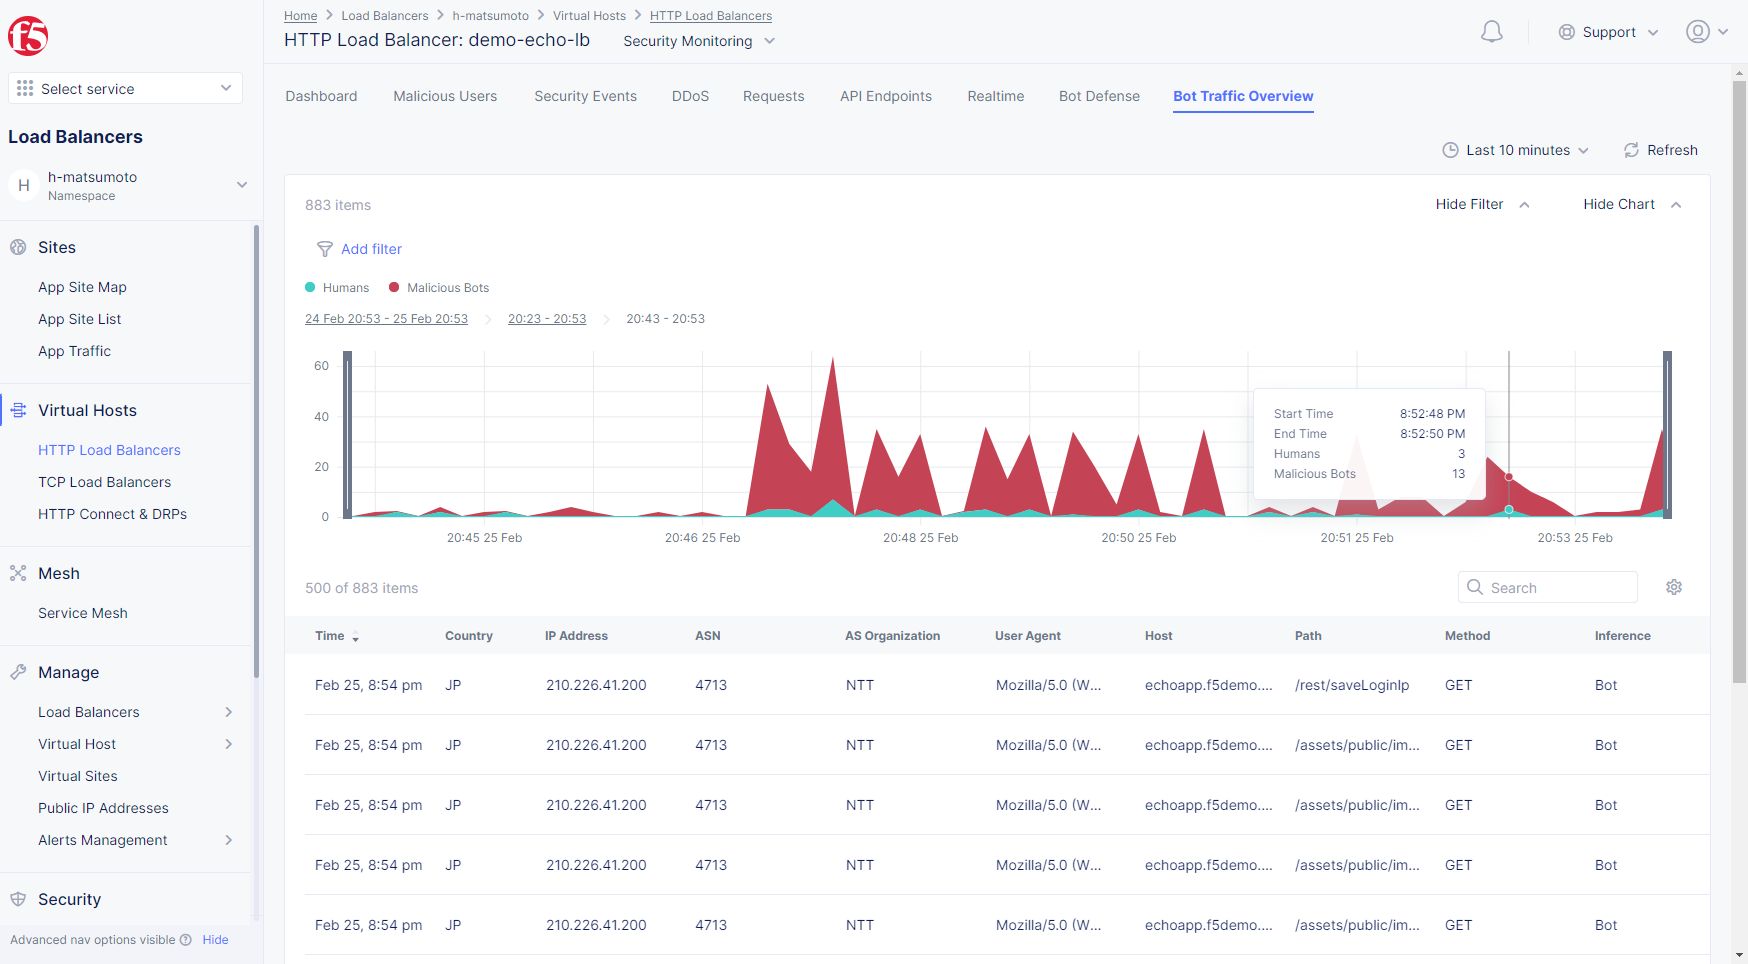 f5
Home > Load Balancers > h-matsumoto > Virtual Hosts > HTTP Load Balancers
HTTP Load Balancer: demo-echo-lb Security Monitoring
Support
Select service
Load Balancers
H h-matsumoto
Namespace
Sites
App Site Map
App Site List
App Traffic
Virtual Hosts
HTTP Load Balancers
TCP Load Balancers
HTTP Connect & DRPs
Mesh
Service Mesh
Manage
Load Balancers
Virtual Host
Virtual Sites
Public IP Addresses
Alerts Management
Security
Advanced nav options visible Hide
Dashboard Malicious Users Security Events DDoS Requests API Endpoints Realtime Bot Defense Bot Traffic Overview
Last 10 minutes Refresh
883 items Hide Filter Hide Chart
Add filter
Humans Malicious Bots
24 Feb 20:53 - 25 Feb 20:53 > 20:23 - 20:53 > 20:43 - 20:53
60
40
20
0
Start Time 8:52:48 PM
End Time 8:52:50 PM
Humans 3
Malicious Bots 13
20:45 25 Feb 20:46 25 Feb 20:48 25 Feb 20:50 25 Feb 20:51 25 Feb 20:53 25 Feb
500 of 883 items Search
Time Country IP Address ASN AS Organization User Agent Host Path Method Inference
Feb 25, 8:54 pm JP 210.226.41.200 4713 NTT Mozilla/5.0 (W... echoapp.f5demo.... /rest/saveLoginIp GET Bot
Feb 25, 8:54 pm JP 210.226.41.200 4713 NTT Mozilla/5.0 (W... echoapp.f5demo.... /assets/public/im... GET Bot
Feb 25, 8:54 pm JP 210.226.41.200 4713 NTT Mozilla/5.0 (W... echoapp.f5demo.... /assets/public/im... GET Bot
Feb 25, 8:54 pm JP 210.226.41.200 4713 NTT Mozilla/5.0 (W... echoapp.f5demo.... /assets/public/im... GET Bot
Feb 25, 8:54 pm JP 210.226.41.200 4713 NTT Mozilla/5.0 (W... echoapp.f5demo.... /assets/public/im... GET Bot